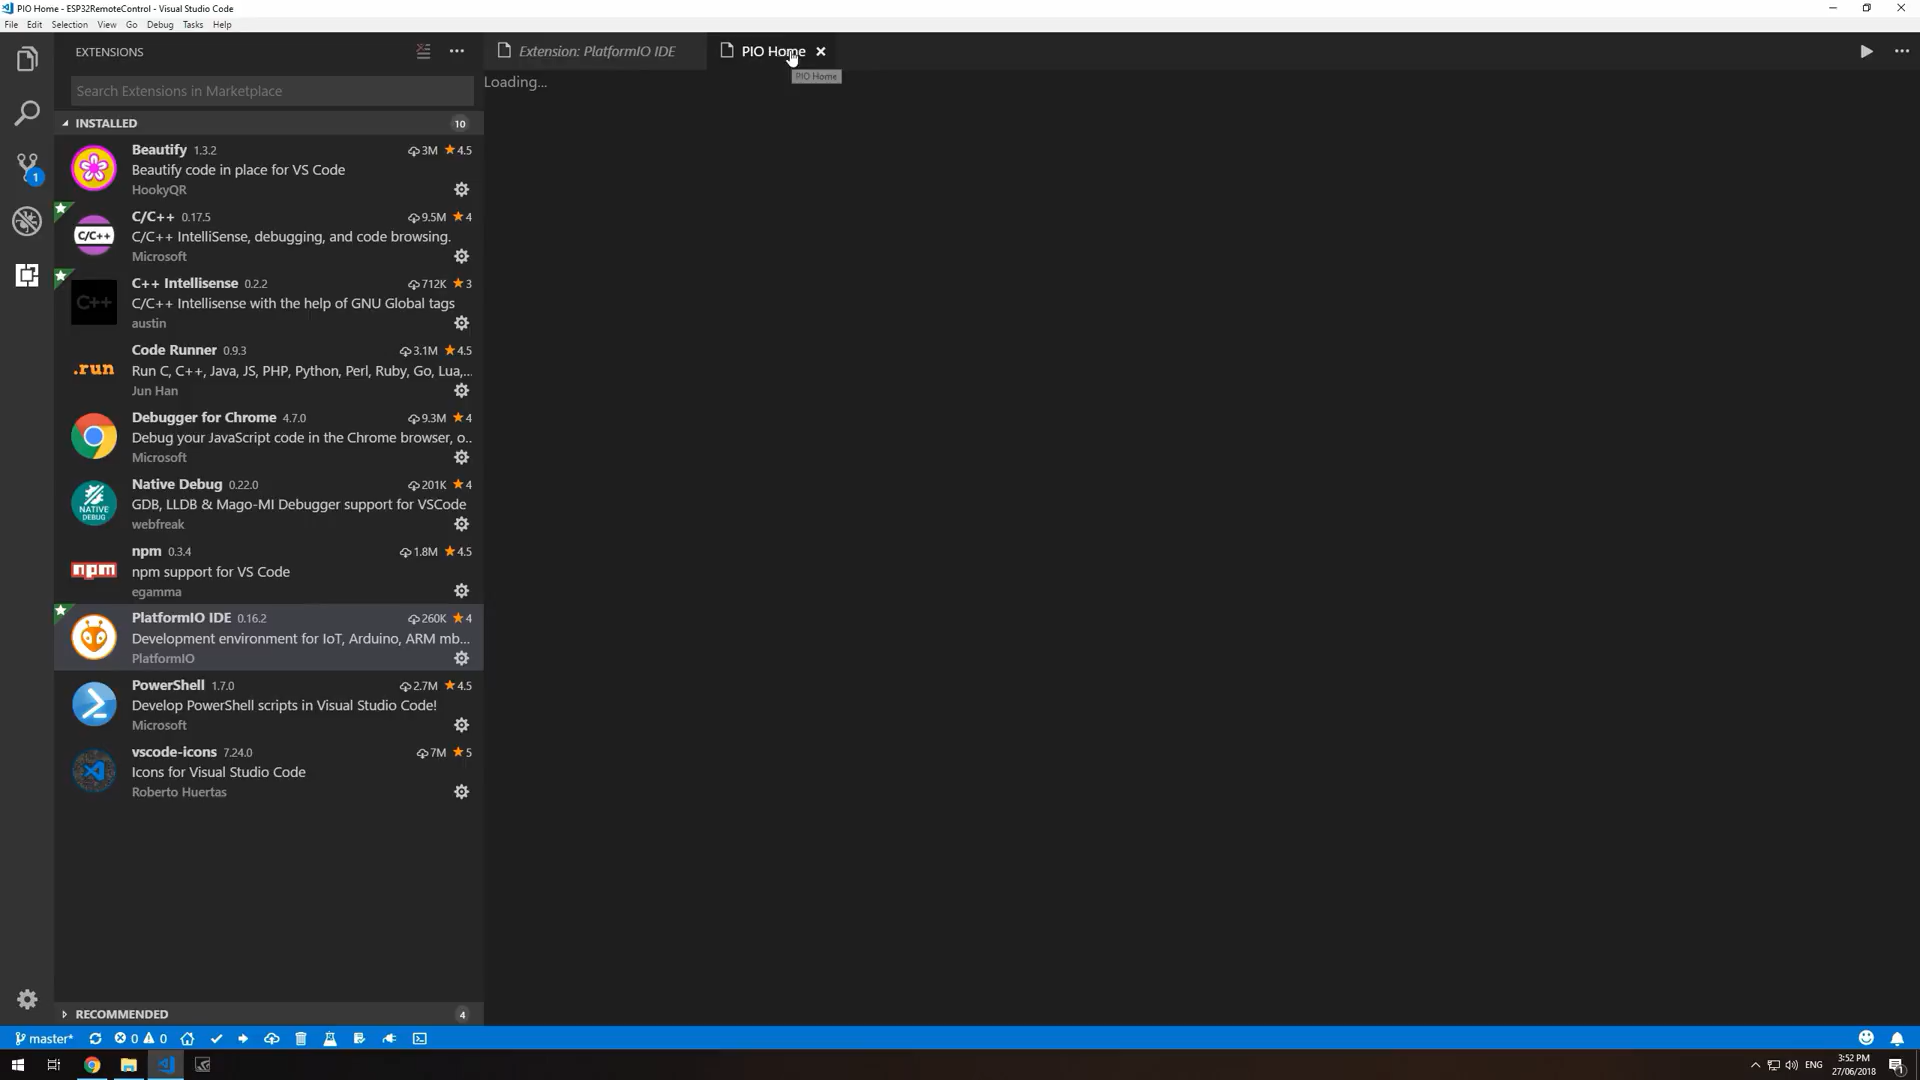 PIO Home - ESP32RemoteControl - Visual Studio Code
File Edit Selection View Go Debug Tasks Help
EXTENSIONS
Extension: PlatformIO IDE
PIO Home
PIO Home
Loading...
Search Extensions in Marketplace
INSTALLED 10
Beautify 1.3.2 3M 4.5
Beautify code in place for VS Code
HookyQR
C/C++ 0.17.5 9.5M 4
C/C++
C/C++ IntelliSense, debugging, and code browsing.
Microsoft
C++ Intellisense 0.2.2 712K 3
C++
C/C++ Intellisense with the help of GNU Global tags
austin
Code Runner 0.9.3 3.1M 4.5
.run
Run C, C++, Java, JS, PHP, Python, Perl, Ruby, Go, Lua,...
Jun Han
Debugger for Chrome 4.7.0 9.3M 4
Debug your JavaScript code in the Chrome browser, o..
Microsoft
Native Debug 0.22.0 201K 4
NATIVE
DEBUG
GDB, LLDB & Mago-MI Debugger support for VSCode
webfreak
npm 0.3.4 1.8M 4.5
npm
npm support for VS Code
egamma
PlatformIO IDE 0.16.2 260K 4
Development environment for IoT, Arduino, ARM mb...
PlatformIO
PowerShell 1.7.0 2.7M 4.5
Develop PowerShell scripts in Visual Studio Code!
Microsoft
vscode-icons 7.24.0 7M 5
Icons for Visual Studio Code
Roberto Huertas
RECOMMENDED 4
1
master* 0 0
ENG
3:52 PM
27/06/2018
1